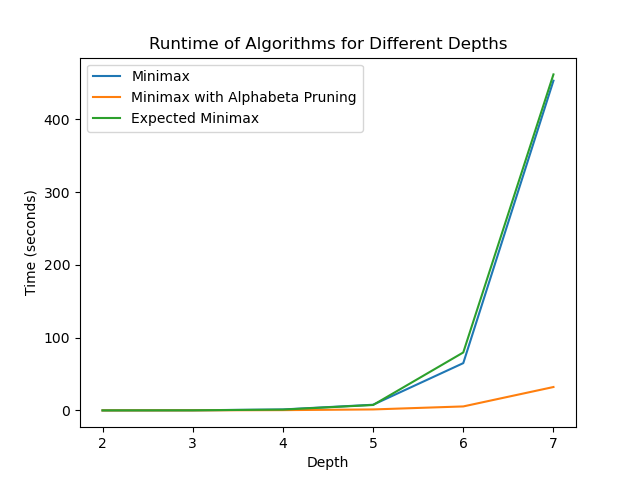 Runtime of Algorithms for Different Depths
Minimax
Minimax with Alphabeta Pruning
Expected Minimax
Time (seconds)
400
300
200
100
0
2 3 4 5 6 7
Depth